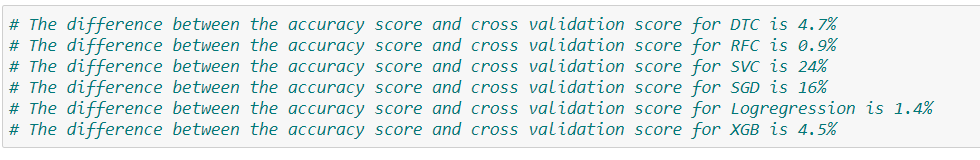 # The difference between the accuracy score and cross validation score for DTC is 4.7%
# The difference between the accuracy score and cross validation score for RFC is 0.9%
# The difference between the accuracy score and cross validation score for SVC is 24%
# The difference between the accuracy score and cross validation score for SGD is 16%
# The difference between the accuracy score and cross validation score for Logregression is 1.4%
# The difference between the accuracy score and cross validation score for XGB is 4.5%